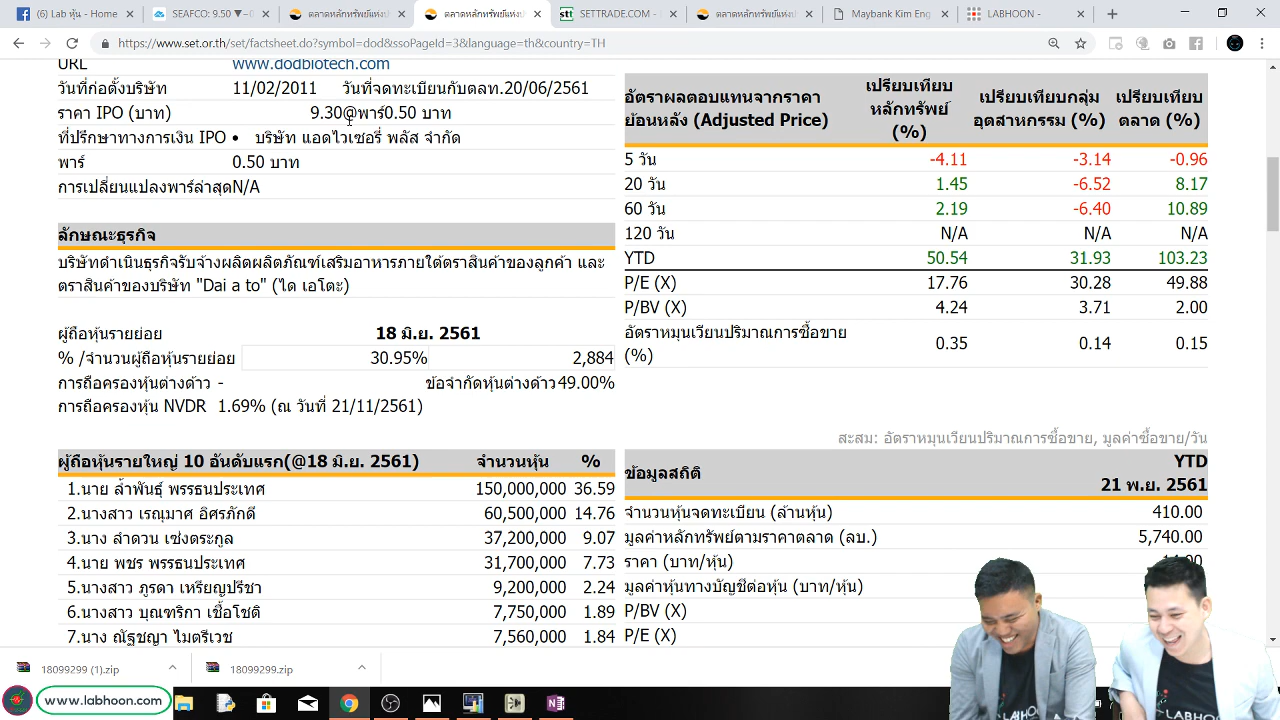 (6) Lab หุ้น - Home
SEAFCO: 9.50 ▼-0
ตลาดหลักทรัพย์แห่งป
ตลาดหลักทรัพย์แห่งป
SETTRADE.COM -
ตลาดหลักทรัพย์แห่งป
Maybank Kim Eng
LABHOON -
https://www.set.or.th/set/factsheet.do?symbol=dod&ssoPageId=3&language=th&country=TH
URL www.dodbiotech.com
วันที่ก่อตั้งบริษัท 11/02/2011 วันที่จดทะเบียนกับตลท.20/06/2561
ราคา IPO (บาท) 9.30@พาร์0.50 บาท
ที่ปรึกษาทางการเงิน IPO • บริษัท แอดไวเซอรี่ พลัส จำกัด
พาร์ 0.50 บาท
การเปลี่ยนแปลงพาร์ล่าสุดN/A
ลักษณะธุรกิจ
บริษัทดำเนินธุรกิจรับจ้างผลิตผลิตภัณฑ์เสริมอาหารภายใต้ตราสินค้าของลูกค้า และ
ตราสินค้าของบริษัท "Dai a to" (ได เอโตะ)
ผู้ถือหุ้นรายย่อย 18 มิ.ย. 2561
% /จำนวนผู้ถือหุ้นรายย่อย 30.95% 2,884
การถือครองหุ้นต่างด้าว - ข้อจำกัดหุ้นต่างด้าว 49.00%
การถือครองหุ้น NVDR 1.69% (ณ วันที่ 21/11/2561)
ผู้ถือหุ้นรายใหญ่ 10 อันดับแรก(@18 มิ.ย. 2561) จำนวนหุ้น %
1.นาย ล้ำพันธุ์ พรรธนประเทศ 150,000,000 36.59
2.นางสาว เรณุมาศ อิศรภักดี 60,500,000 14.76
3.นาง ลำดวน เซ่งตระกูล 37,200,000 9.07
4.นาย พชร พรรธนประเทศ 31,700,000 7.73
5.นางสาว ภูรดา เหรียญปรีชา 9,200,000 2.24
6.นางสาว บุณฑริกา เชื้อโชติ 7,750,000 1.89
7.นาง ณัฐชญา ไมตรีเวช 7,560,000 1.84
อัตราผลตอบแทนจากราคา
ย้อนหลัง (Adjusted Price)
เปรียบเทียบ
หลักทรัพย์
(%)
เปรียบเทียบกลุ่ม
อุตสาหกรรม (%)
เปรียบเทียบ
ตลาด (%)
5 วัน -4.11 -3.14 -0.96
20 วัน 1.45 -6.52 8.17
60 วัน 2.19 -6.40 10.89
120 วัน N/A N/A N/A
YTD 50.54 31.93 103.23
P/E (X) 17.76 30.28 49.88
P/BV (X) 4.24 3.71 2.00
อัตราหมุนเวียนปริมาณการซื้อขาย
(%) 0.35 0.14 0.15
สะสม: อัตราหมุนเวียนปริมาณการซื้อขาย, มูลค่าซื้อขาย/วัน
ข้อมูลสถิติ
YTD
21 พ.ย. 2561
จำนวนหุ้นจดทะเบียน (ล้านหุ้น) 410.00
มูลค่าหลักทรัพย์ตามราคาตลาด (ลบ.) 5,740.00
ราคา (บาท/หุ้น)
มูลค่าหุ้นทางบัญชีต่อหุ้น (บาท/หุ้น)
P/BV (X)
P/E (X)
18099299 (1).zip
18099299.zip
www.labhoon.com